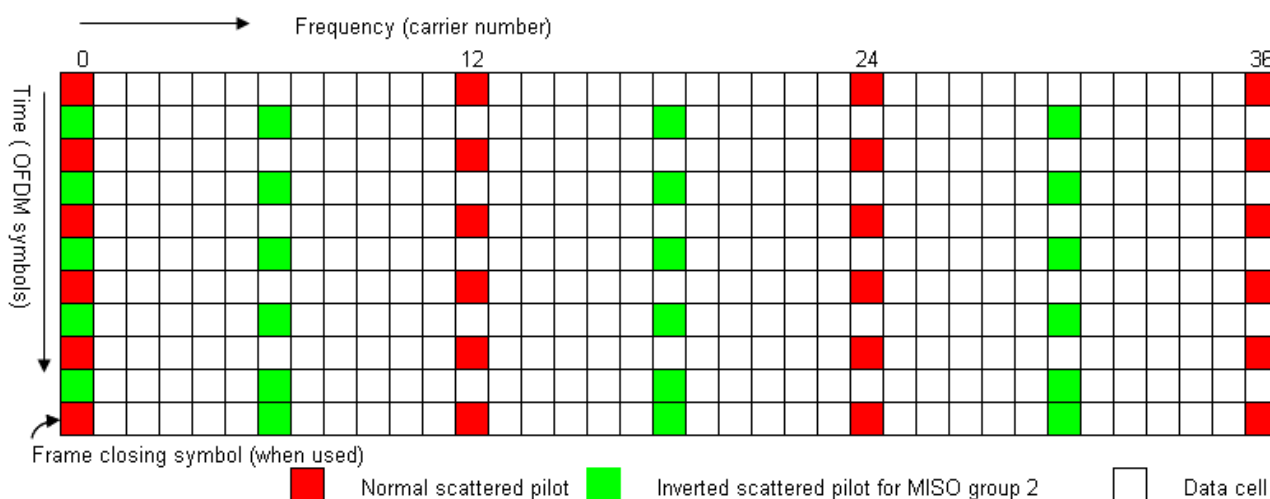 Frequency (carrier number)
0 12 24 36
Time ( OFDM symbols)
Frame closing symbol (when used)
Normal scattered pilot Inverted scattered pilot for MISO group 2 Data cell